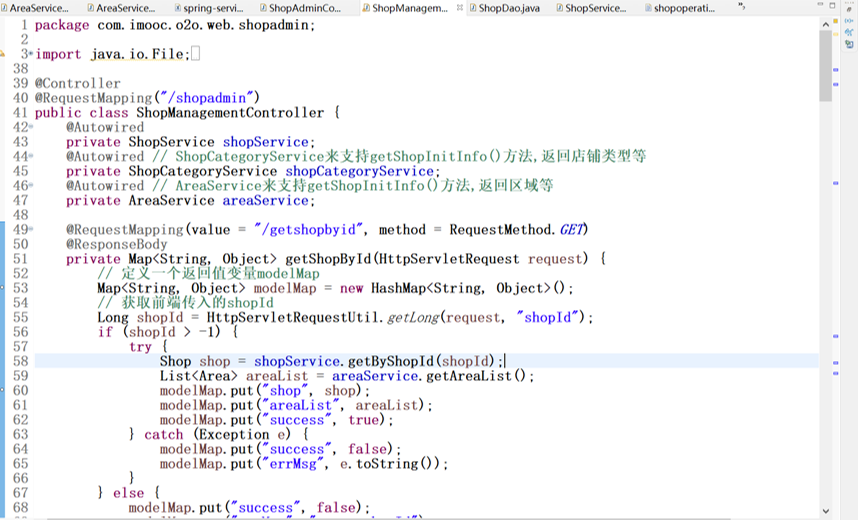 AreaService... AreaService... spring-servi... ShopAdminCo... ShopManagem... ShopDao.java ShopService... shopoperati...
1 package com.imooc.o2o.web.shopadmin;
2
3 import java.io.File;
38
39 @Controller
40 @RequestMapping("/shopadmin")
41 public class ShopManagementController {
42 @Autowired
43 private ShopService shopService;
44 @Autowired // ShopCategoryService来支持getShopInitInfo()方法,返回店铺类型等
45 private ShopCategoryService shopCategoryService;
46 @Autowired // AreaService来支持getShopInitInfo()方法,返回区域等
47 private AreaService areaService;
48
49 @RequestMapping(value = "/getshopbyid", method = RequestMethod.GET)
50 @ResponseBody
51 private Map<String, Object> getShopById(HttpServletRequest request) {
52 // 定义一个返回值变量modelMap
53 Map<String, Object> modelMap = new HashMap<String, Object>();
54 // 获取前端传入的shopId
55 Long shopId = HttpServletRequestUtil.getLong(request, "shopId");
56 if (shopId > -1) {
57 try {
58 Shop shop = shopService.getByShopId(shopId);
59 List<Area> areaList = areaService.getAreaList();
60 modelMap.put("shop", shop);
61 modelMap.put("areaList", areaList);
62 modelMap.put("success", true);
63 } catch (Exception e) {
64 modelMap.put("success", false);
65 modelMap.put("errMsg", e.toString());
66 }
67 } else {
68 modelMap.put("success", false);